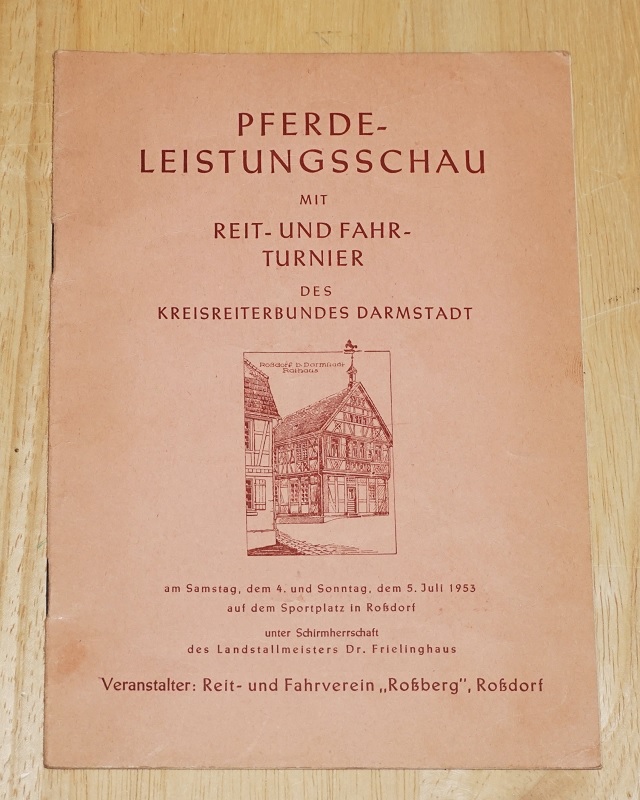 PFERDE-
LEISTUNGSSCHAU
MIT
REIT- UND FAHR-
TURNIER
DES
KREISREITERBUNDES DARMSTADT
Roßdorf b. Darmstadt
Rathaus
am Samstag, dem 4. und Sonntag, dem 5. Juli 1953
auf dem Sportplatz in Roßdorf
unter Schirmherrschaft
des Landstallmeisters Dr. Frielinghaus
Veranstalter: Reit- und Fahrverein „Roßberg", Roßdorf